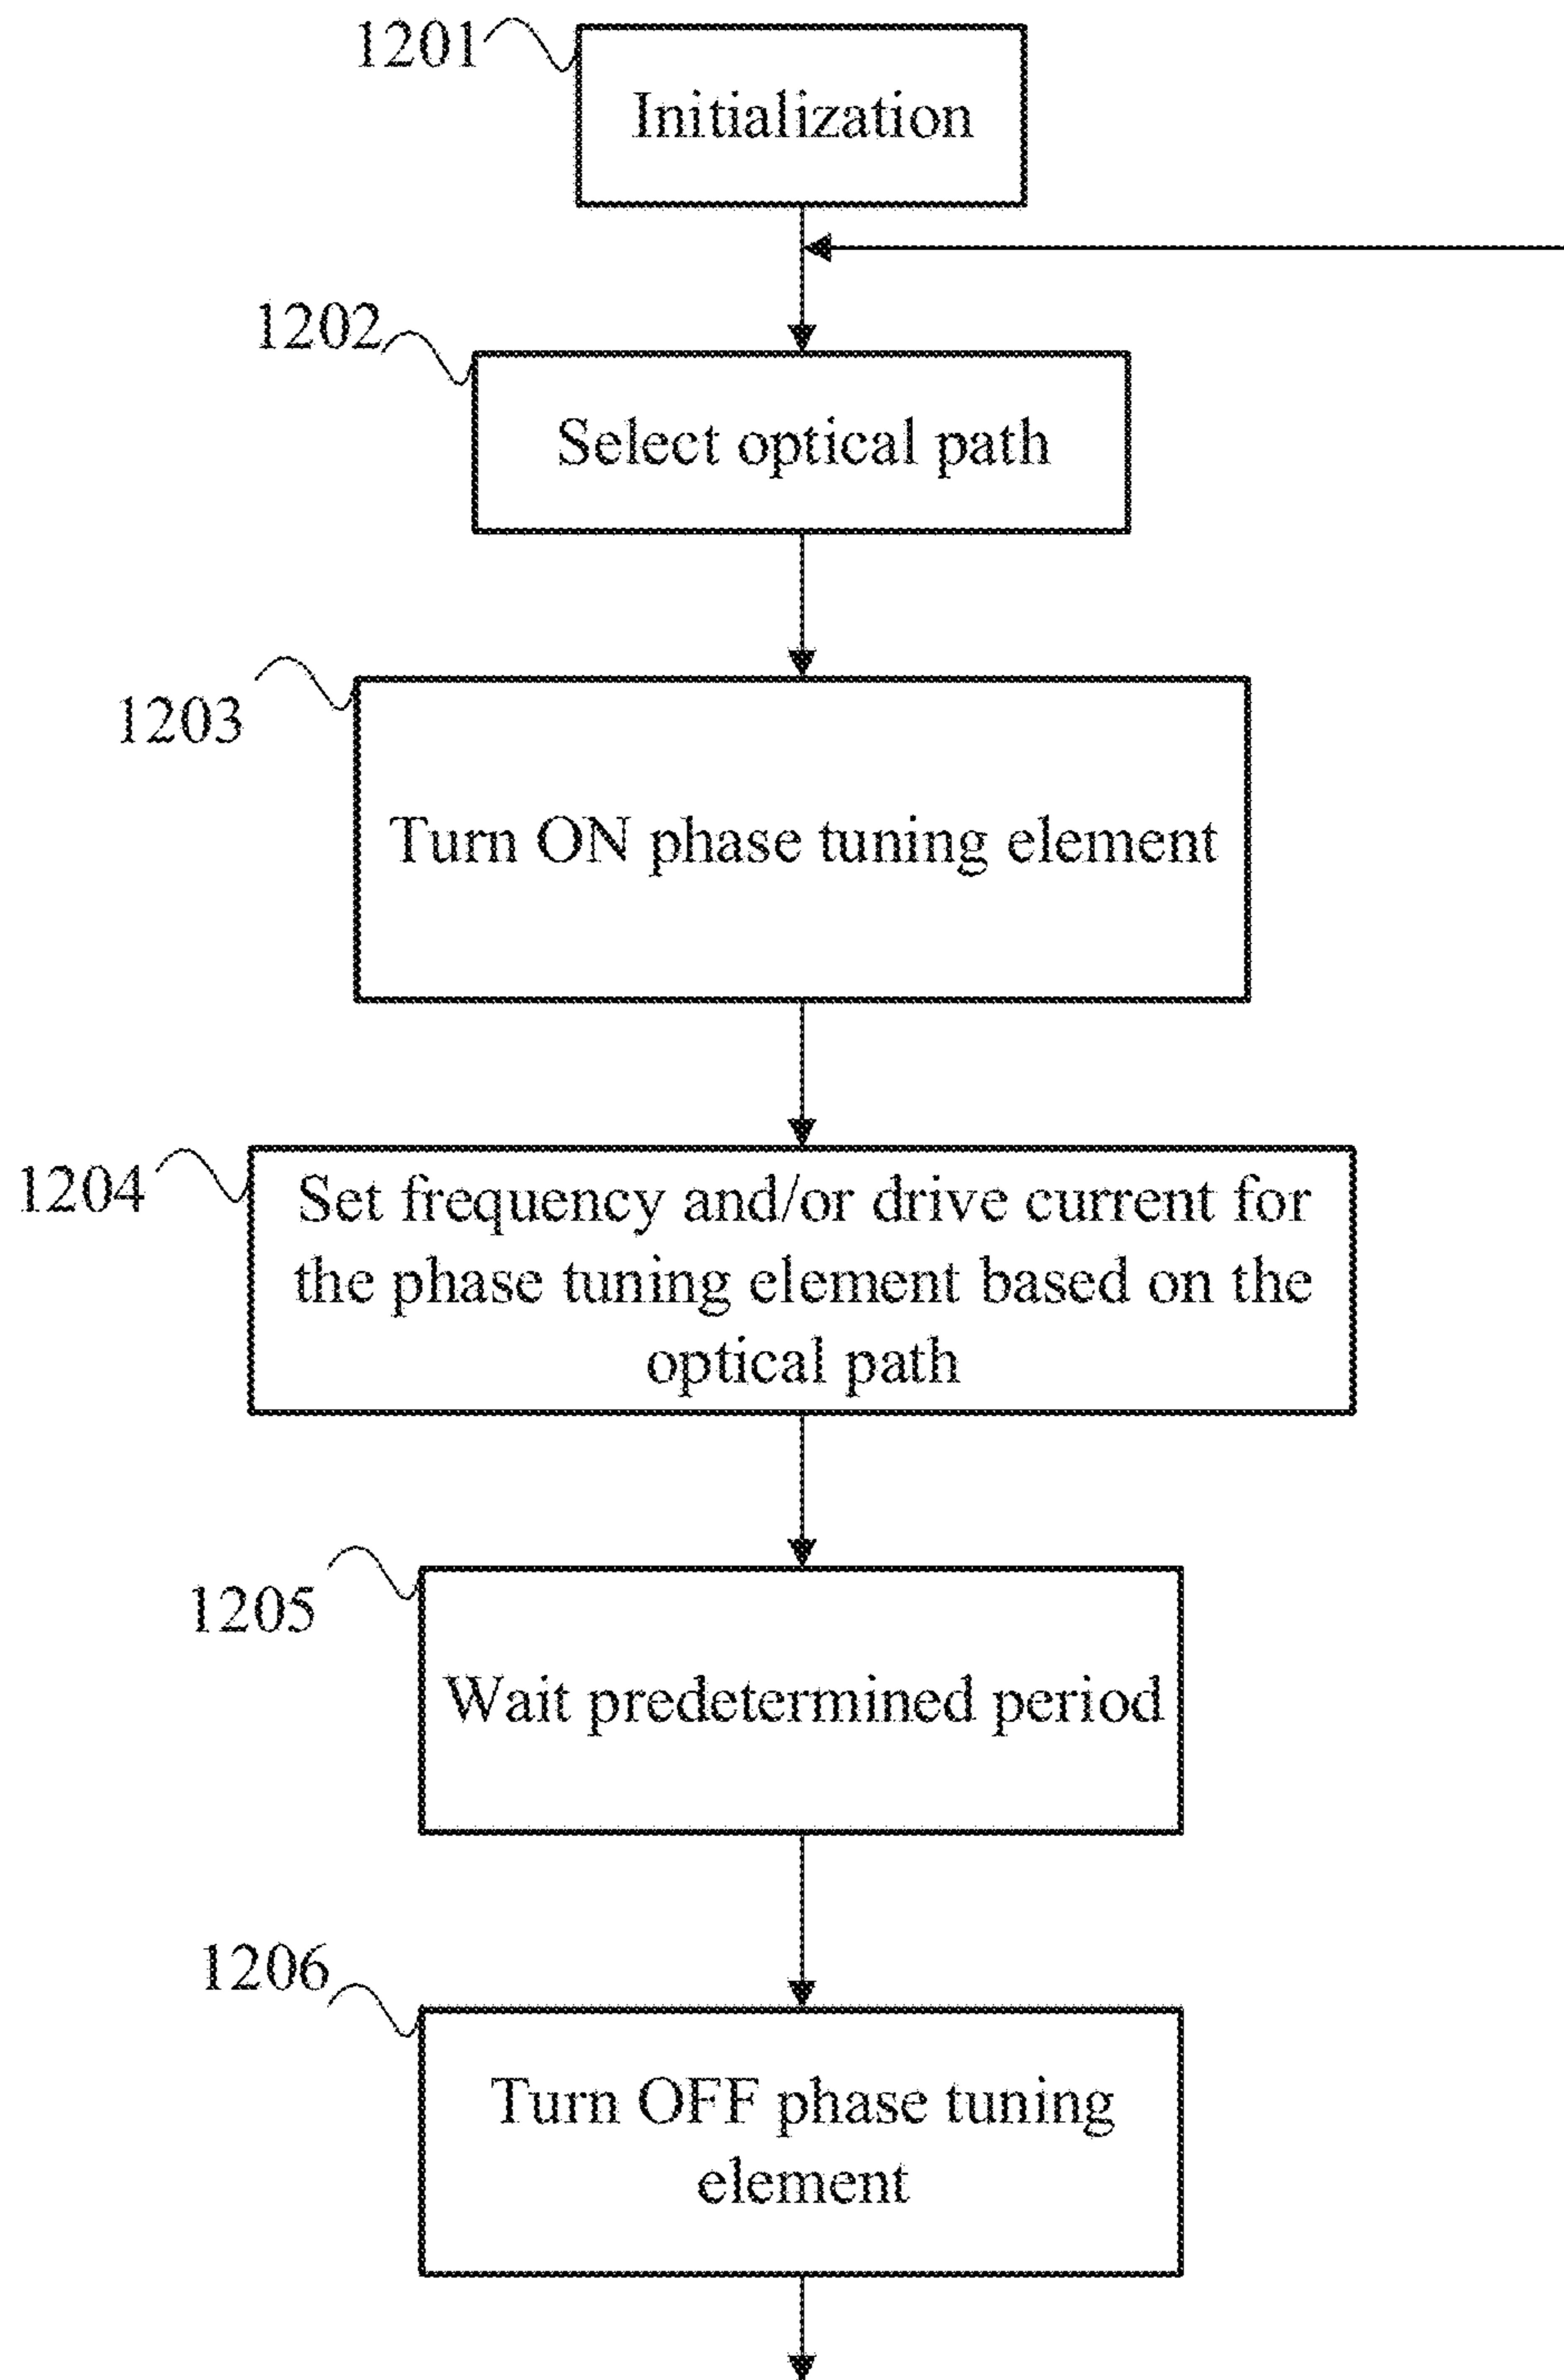 1201
Initialization
1202
Select optical path
1203
Turn ON phase tuning element
1204
Set frequency and/or drive current for
the phase tuning element based on the
optical path
1205
Wait predetermined period
1206
Turn OFF phase tuning
element